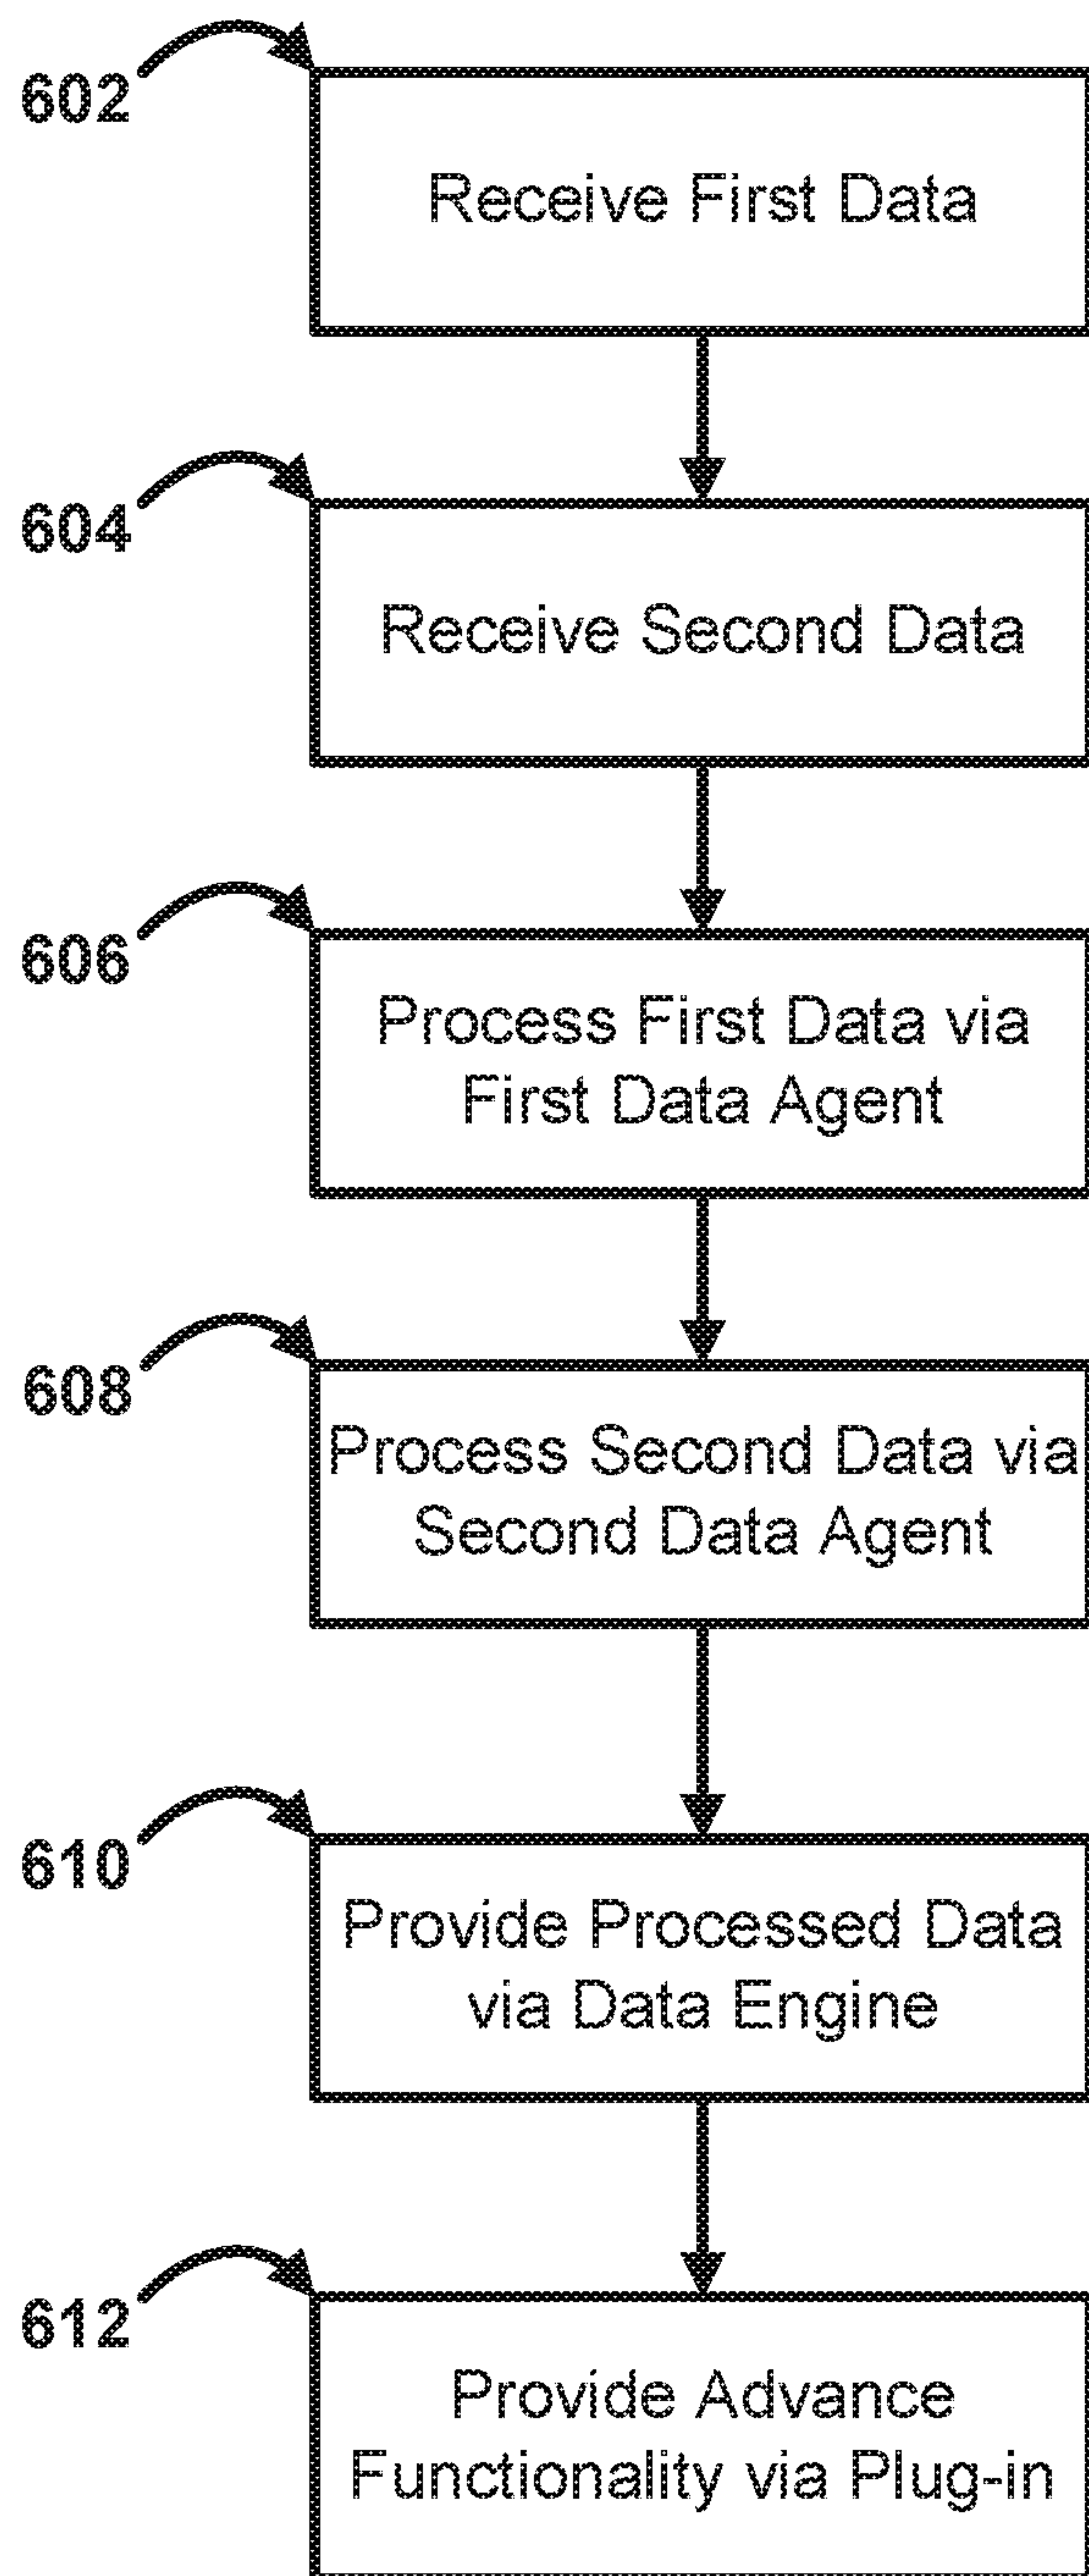 602
Receive First Data
604
Receive Second Data
606
Process First Data via
First Data Agent
608
Process Second Data via
Second Data Agent
610
Provide Processed Data
via Data Engine
612
Provide Advance
Functionality via Plug-in